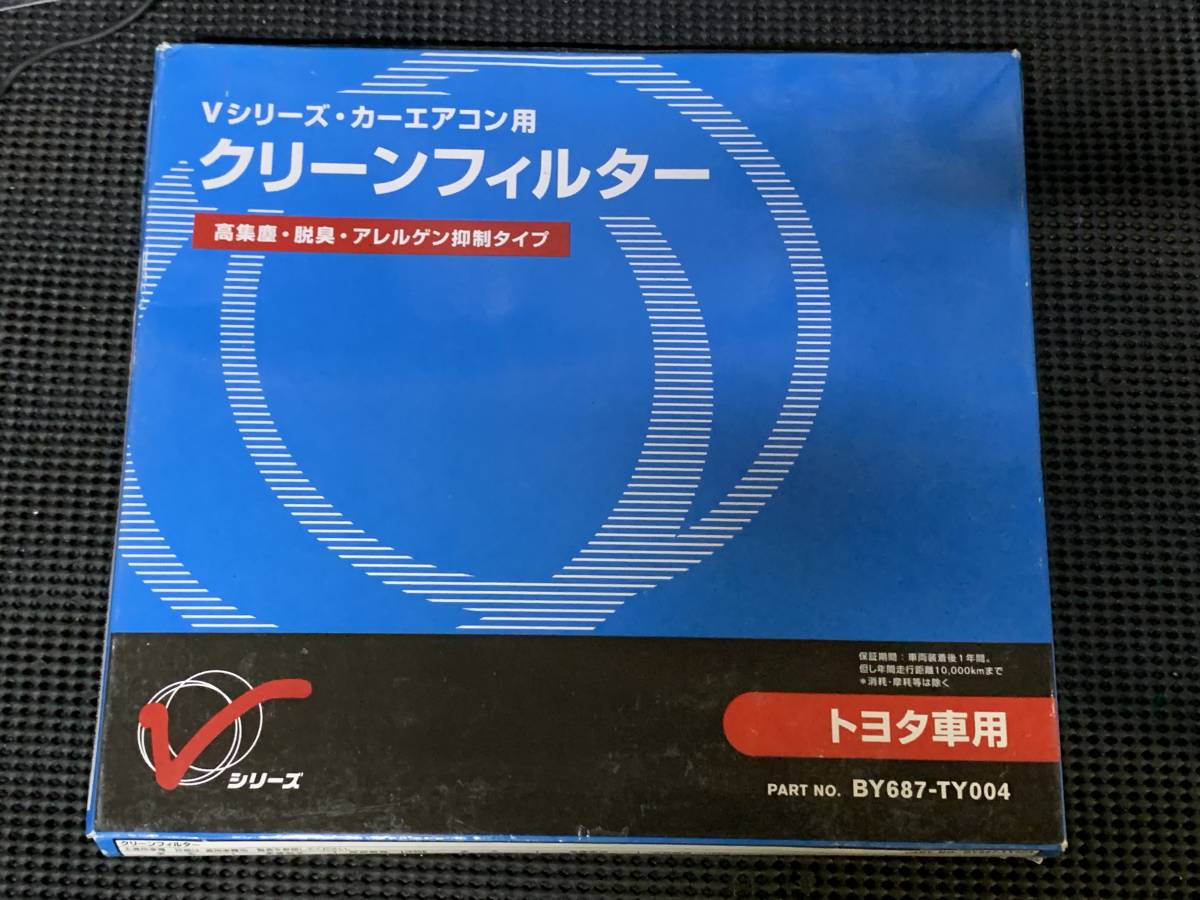 Vシリーズ・カーエアコン用
クリーンフィルター
高集塵・脱臭・アレルゲン抑制タイプ
保証期間：車両装着後1年間。
但し年間走行距離10,000kmまで
*消耗・摩耗等は除く
トヨタ車用
PART NO. BY687-TY004
V
シリーズ
クリーンフィルター